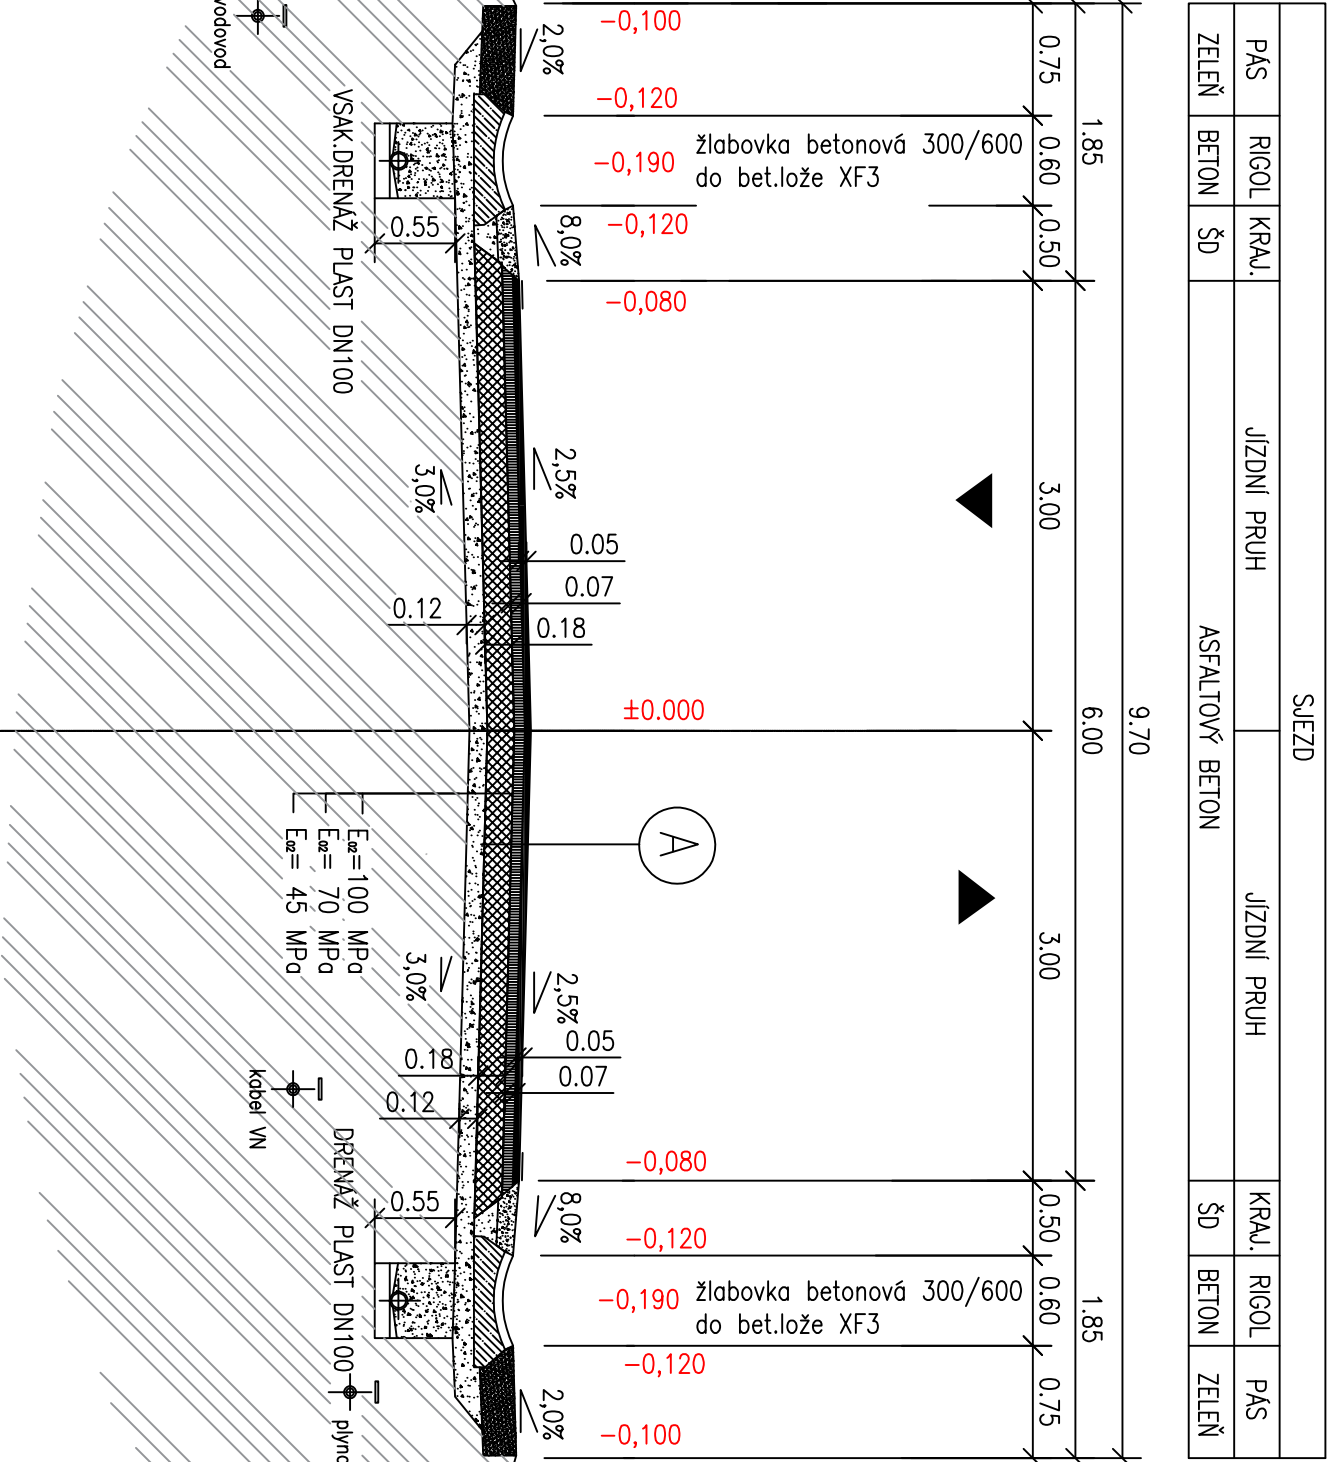 SJEZD
PÁS
RIGOL
KRAJ.
JÍZDNÍ PRUH
JÍZDNÍ PRUH
KRAJ.
RIGOL
PÁS
ZELEŇ
BETON
ŠD
ASFALTOVÝ BETON
ŠD
BETON
ZELEŇ
9.70
1.85
6.00
1.85
0.75
0.60
0.50
3.00
3.00
0.50
0.60
0.75
žlabovka betonová 300/600
do bet.lože XF3
žlabovka betonová 300/600
do bet.lože XF3
-0,100
-0,120
-0,190
-0,120
-0,080
±0.000
-0,080
-0,120
-0,190
-0,120
-0,100
A
2,0%
8,0%
2,5%
2,5%
8,0%
2,0%
0.05
0.07
0.18
0.12
0.05
0.07
0.18
0.12
3,0%
3,0%
0.55
0.55
E02=100 MPa
E02= 70 MPa
E02= 45 MPa
VSAK.DRENÁŽ PLAST DN100
DRENÁŽ PLAST DN100
vodovod
kabel VN